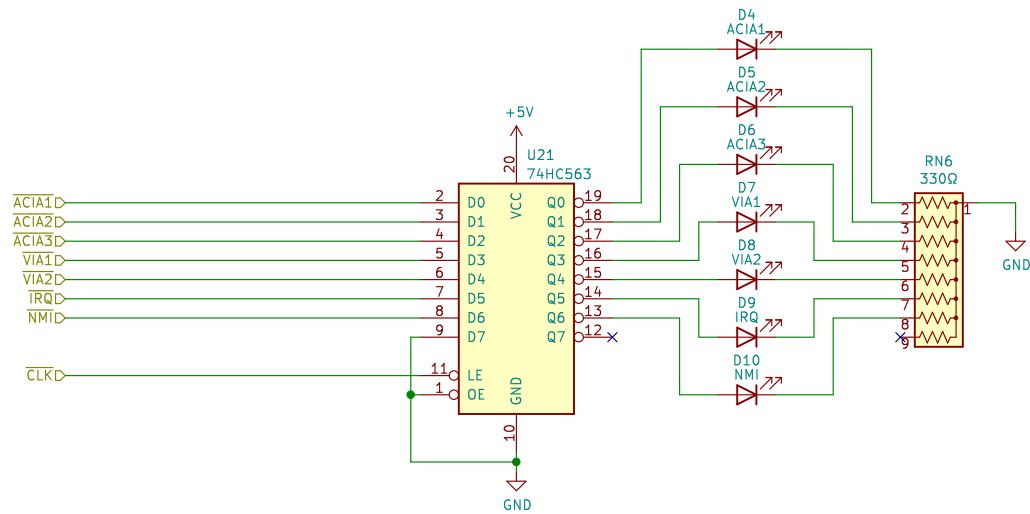 D4
ACIA1
D5
ACIA2
D6
ACIA3
D7
VIA1
D8
VIA2
D9
IRQ
D10
NMI
+5V
U21
74HC563
20
VCC
ACIA1 2 D0 Q0 19
ACIA2 3 D1 Q1 18
ACIA3 4 D2 Q2 17
VIA1 5 D3 Q3 16
VIA2 6 D4 Q4 15
IRQ 7 D5 Q5 14
NMI 8 D6 Q6 13
9 D7 Q7 12
CLK 11 LE
1 OE
GND
10
GND
RN6
330Ω
2 1
3
4
5
6
7
8
9
GND